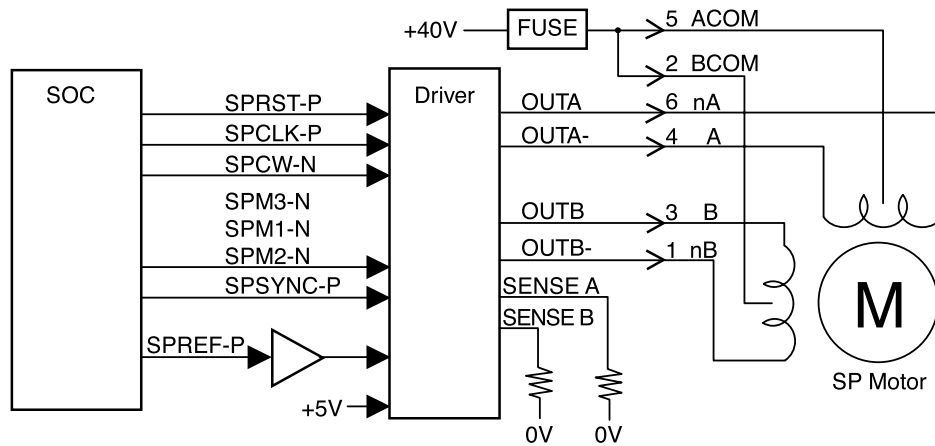 +40V
FUSE
5 ACOM
2 BCOM
SOC
Driver
SPRST-P
SPCLK-P
SPCW-N
SPM3-N
SPM1-N
SPM2-N
SPSYNC-P
SPREF-P
+5V
OUTA
6 nA
OUTA-
4 A
OUTB
3 B
OUTB-
1 nB
SENSE A
SENSE B
0V
0V
M
SP Motor